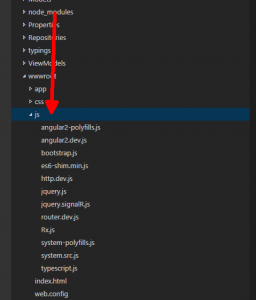 Models
node_modules
Properties
Repositories
typings
ViewModels
wwwroot
app
css
js
angular2-polyfills.js
angular2.dev.js
bootstrap.js
es6-shim.min.js
http.dev.js
jquery.js
jquery.signalR.js
router.dev.js
Rx.js
system-polyfills.js
system.src.js
typescript.js
index.html
web.config